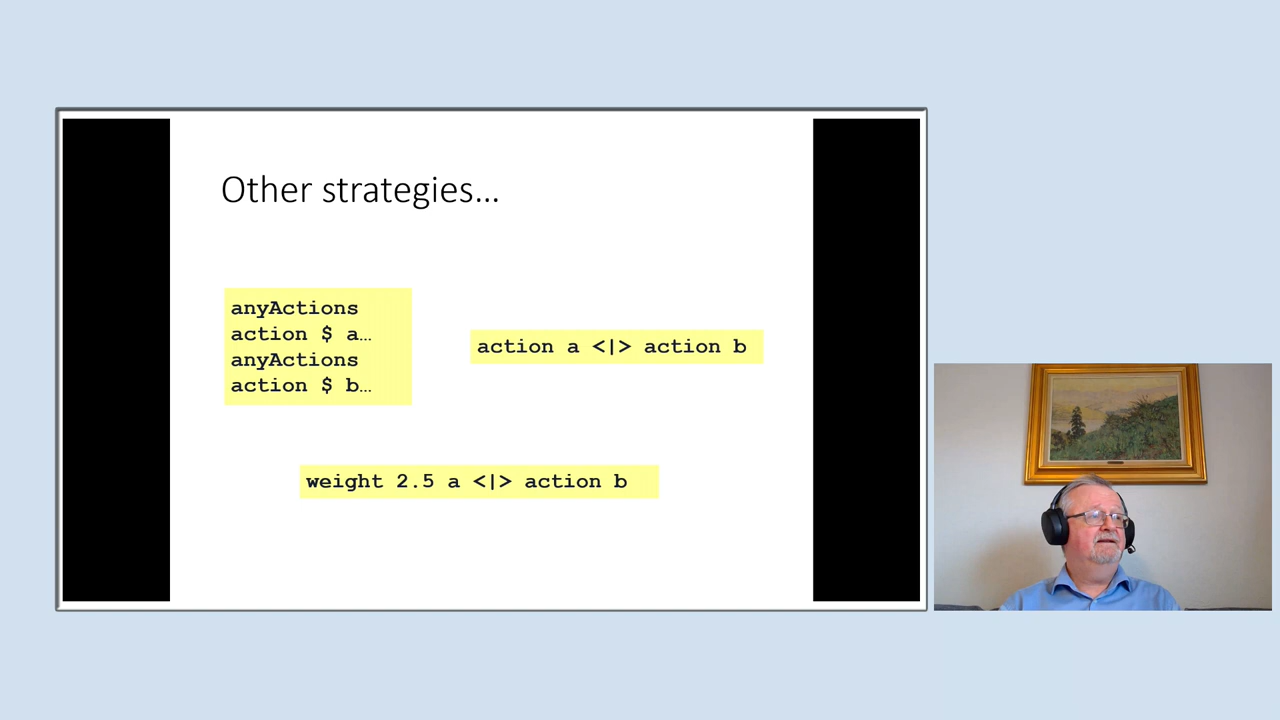 Other strategies...
anyActions
action $ a…
anyActions
action $ b…
action a <|> action b
weight 2.5 a <|> action b